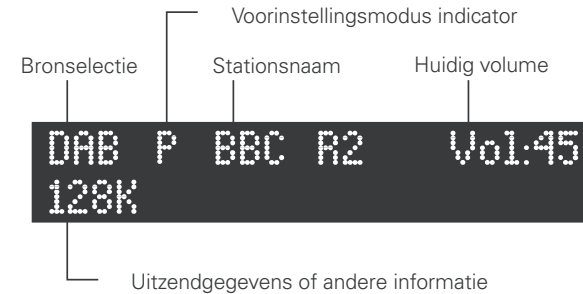 Voorinstellingsmodus indicator
Bronselectie Stationsnaam Huidig volume
DAB P BBC R2 Vol:45
128K
Uitzendgegevens of andere informatie